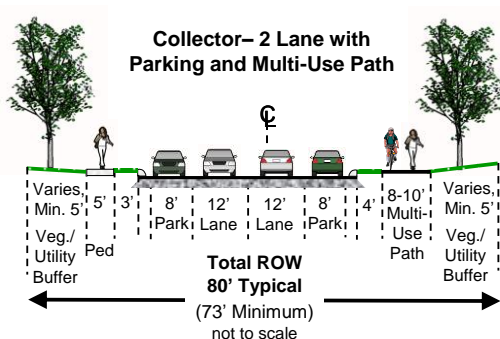 Collector– 2 Lane with
Parking and Multi-Use Path
℄
Varies,
Min. 5’
Veg./
Utility
Buffer
5’
Ped
3’
8’
Park
12’
Lane
12’
Lane
8’
Park
4’
8-10’
Multi-
Use
Path
Varies,
Min. 5’
Veg./
Utility
Buffer
Total ROW
80’ Typical
(73’ Minimum)
not to scale